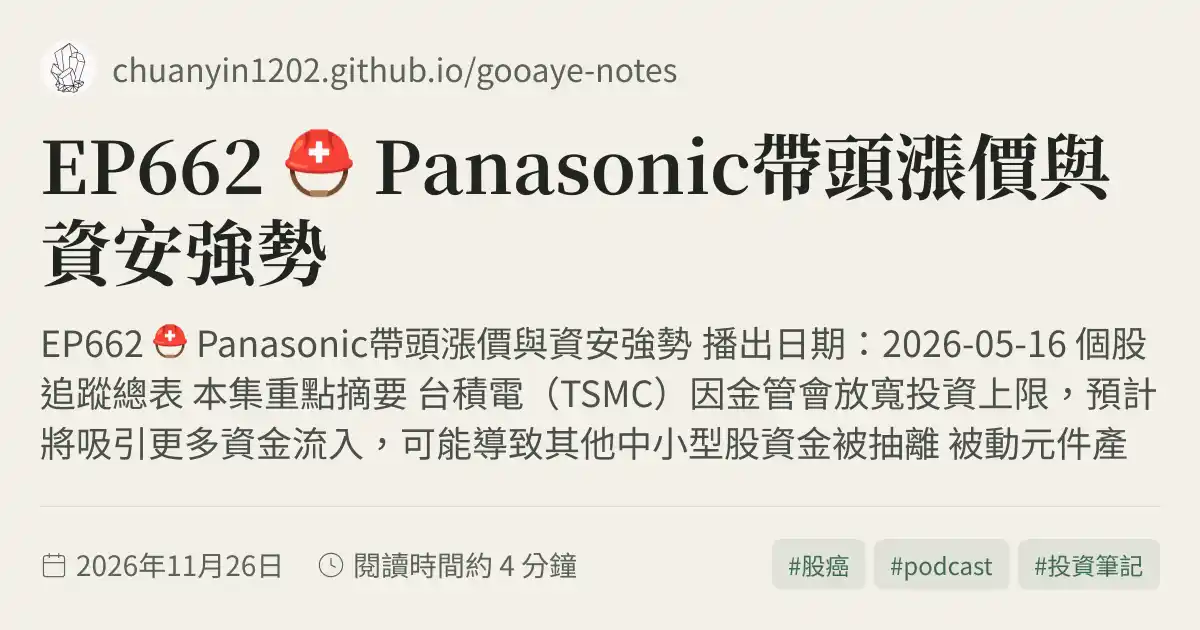 chuanyin1202.github.io/gooaye-notes
EP662 ⛑️ Panasonic帶頭漲價與
資安強勢
EP662 ⛑️ Panasonic帶頭漲價與資安強勢 播出日期：2026-05-16 個股
追蹤總表 本集重點摘要 台積電（TSMC）因金管會放寬投資上限，預計
將吸引更多資金流入，可能導致其他中小型股資金被抽離 被動元件產
2026年11月26日 閱讀時間約 4 分鐘 #股癌 #podcast #投資筆記